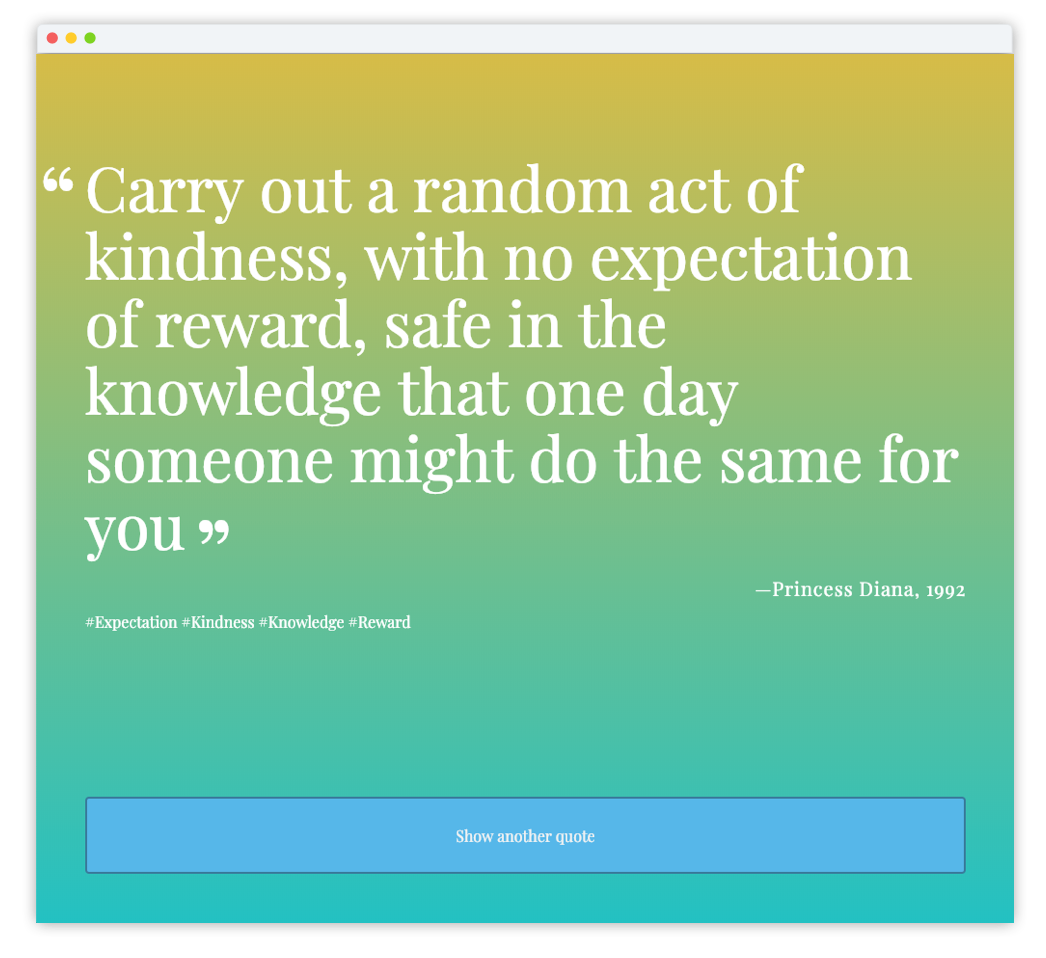 “ Carry out a random act of
kindness, with no expectation
of reward, safe in the
knowledge that one day
someone might do the same for
you ”
—Princess Diana, 1992
#Expectation #Kindness #Knowledge #Reward
Show another quote